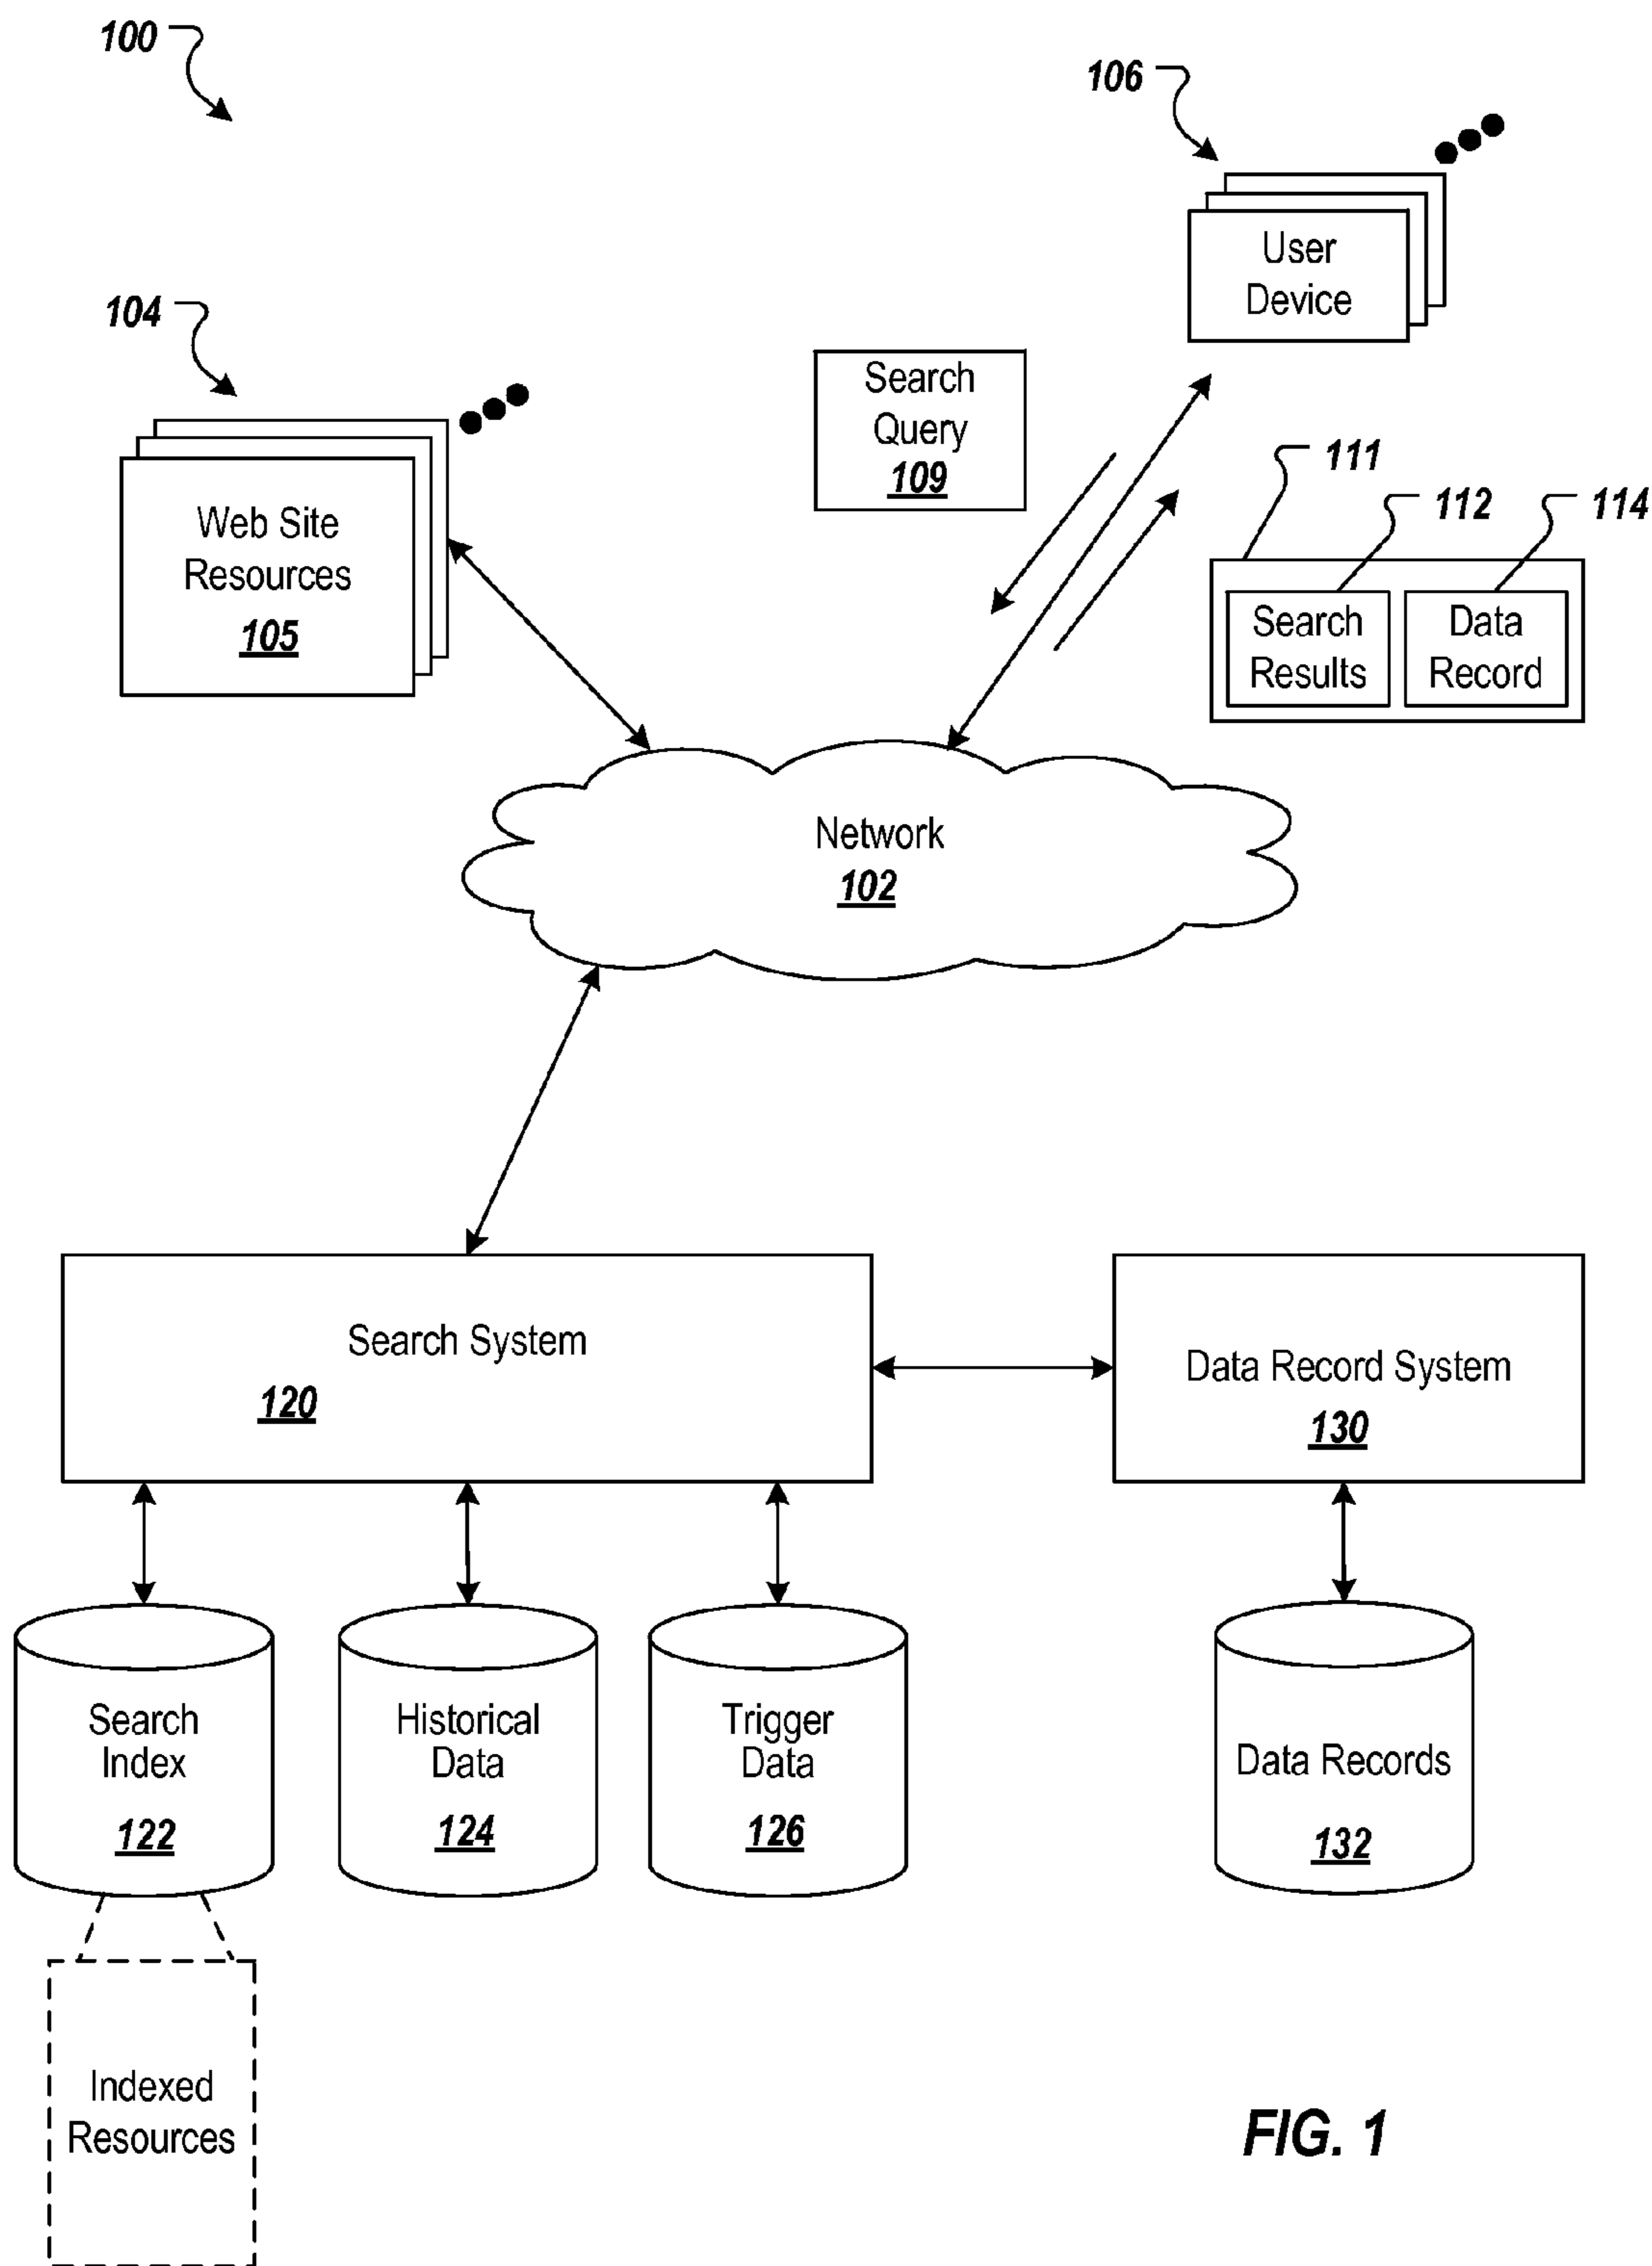 100
106
User
Device
104
Search
Query
109
111
112
114
Web Site
Resources
105
Search
Results
Data
Record
Network
102
Search System
120
Data Record System
130
Search
Index
122
Historical
Data
124
Trigger
Data
126
Data Records
132
Indexed
Resources
FIG. 1